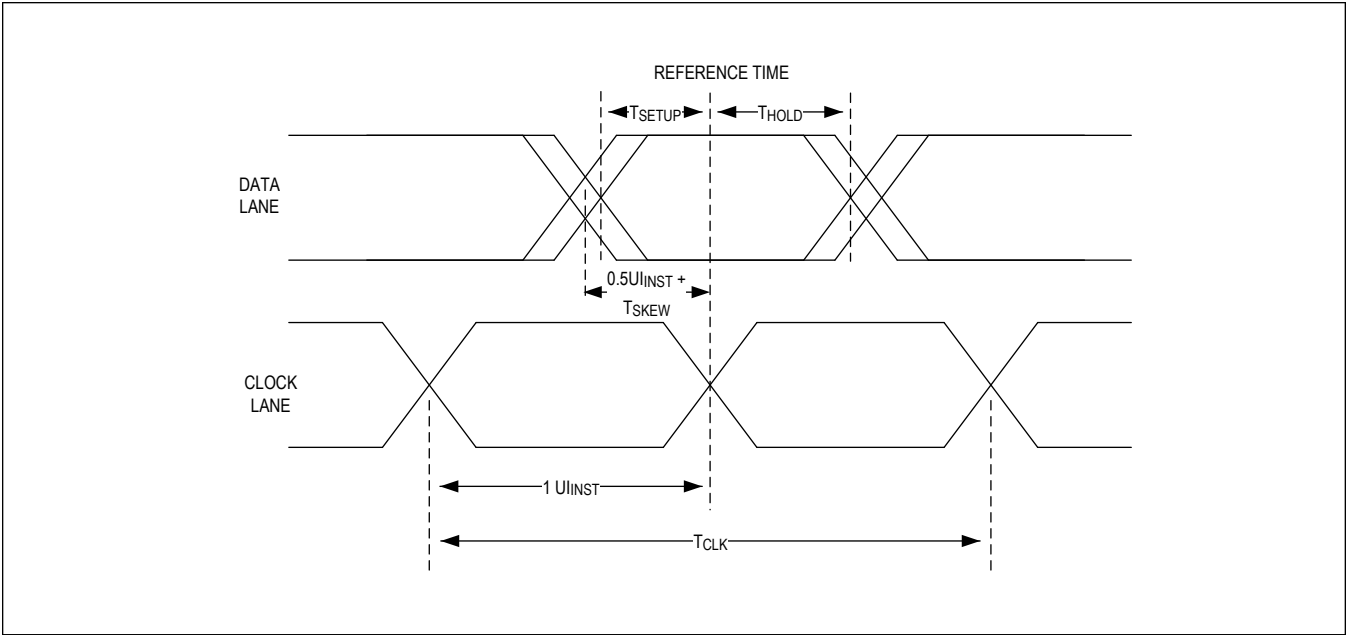 REFERENCE TIME
TSETUP
THOLD
DATA
LANE
0.5UIINST +
TSKEW
CLOCK
LANE
1 UIINST
TCLK